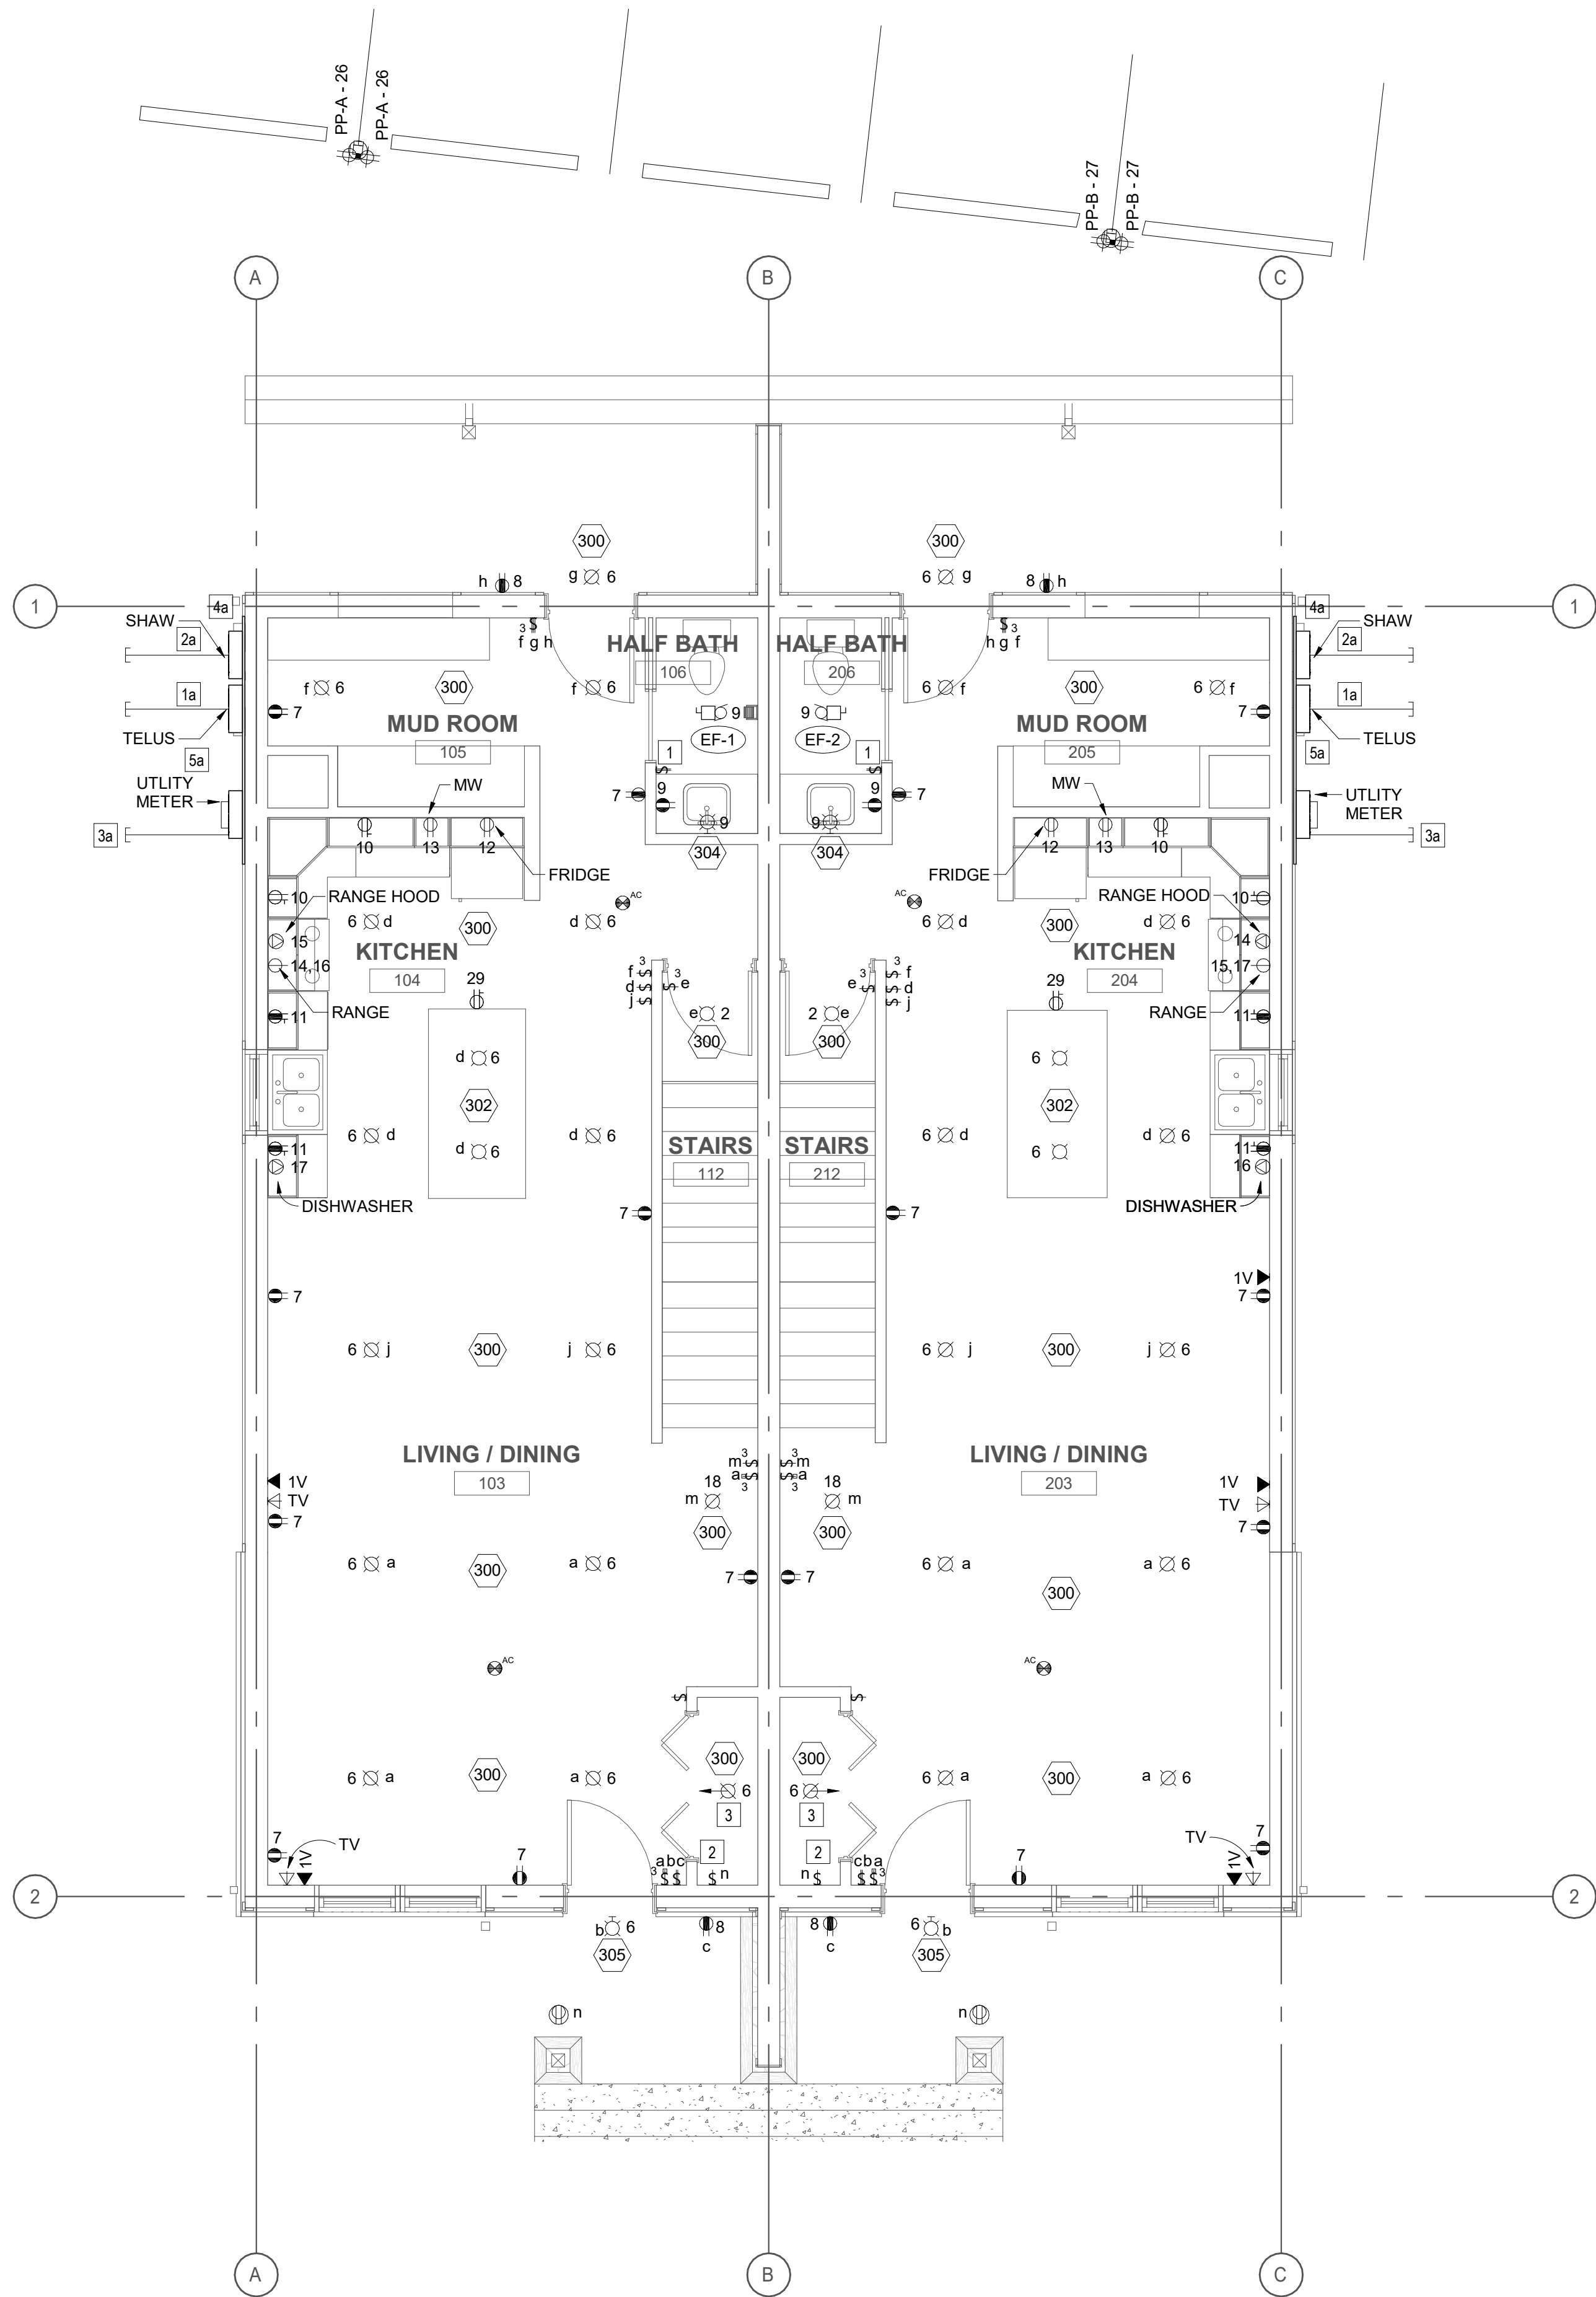 PP-A - 26
PP-A - 26
PP-B - 27
PP-B - 27
A
B
C
300
300
g 6
6 g
h 8
8 h
1
1
4a
4a
SHAW
2a
SHAW
2a
3
f g h
3
h g f
HALF BATH
106
HALF BATH
206
f 6
300
f 6
6 f
300
6 f
1a
1a
7
MUD ROOM
105
9
EF-1
9
EF-2
MUD ROOM
205
7
TELUS
TELUS
5a
5a
1
1
UTLITY
METER
UTLITY
METER
MW
MW
7
9
9
7
3a
3a
9
9
10
13
12
12
13
10
304
304
FRIDGE
FRIDGE
10
RANGE HOOD
RANGE HOOD
10
AC
AC
6 d
300
d 6
6 d
300
d 6
15
KITCHEN
104
KITCHEN
204
14
14,16
15,17
29
29
3
f
d
j
3
e
3
e
3
f
d
j
11
RANGE
RANGE
11
e 2
2 e
300
300
d 6
6
302
302
6 d
d 6
6 d
d 6
d 6
6
11
17
11
16
STAIRS
112
STAIRS
212
DISHWASHER
DISHWASHER
7
7
1V
7
7
6 j
300
j 6
6 j
300
j 6
LIVING / DINING
103
LIVING / DINING
203
3
m
a
3
3
m
a
3
1V
TV
7
1V
TV
7
18
m
18
m
300
300
6 a
300
a 6
6 a
300
a 6
7
7
AC
AC
300
300
6 a
300
a 6
6 a
300
a 6
6
6
3
3
7
TV
1V
7
TV
1V
7
7
2
2
3
a b c
n
n
c b a
3
2
2
b 6
305
8
c
8
c
6 b
305
n
n
A
B
C